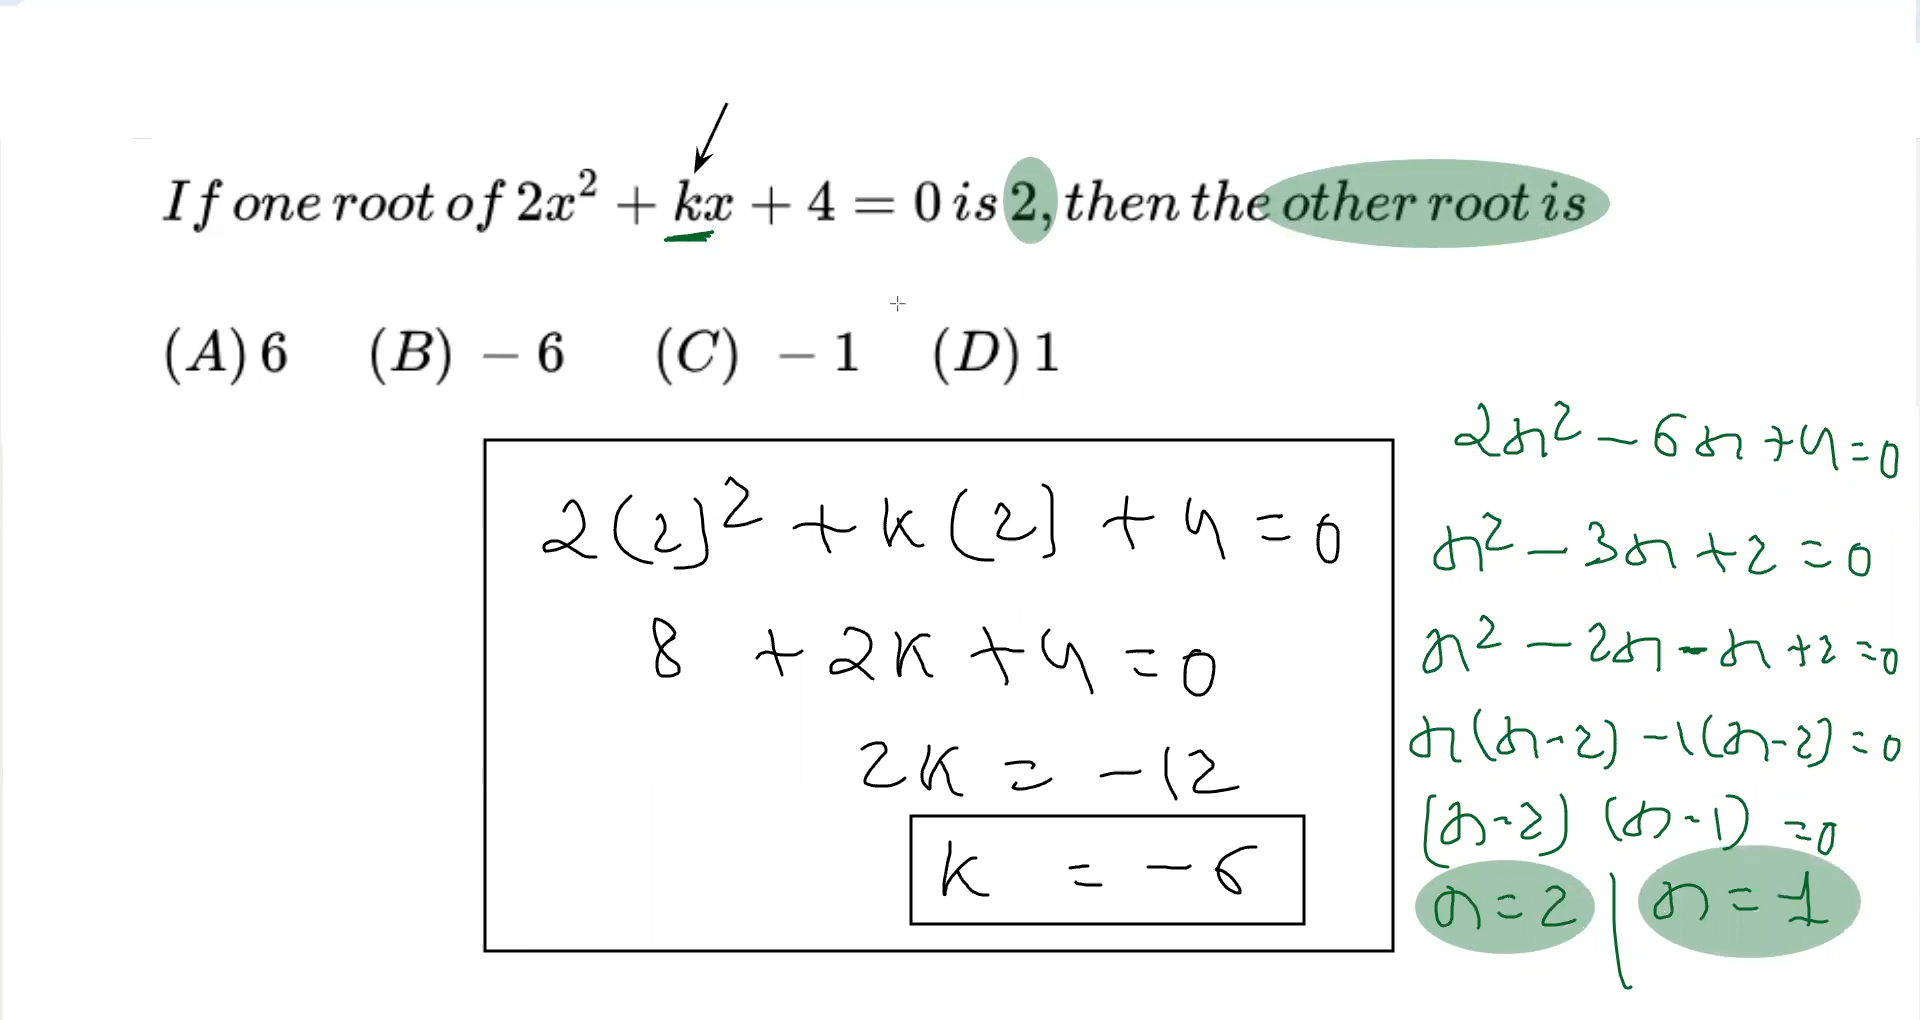 If one root of 2x² + kx + 4 = 0 is 2, then the other root is
(A) 6 (B) − 6 (C) − 1 (D) 1
2(2)² + k(2) + 4 = 0
8 + 2k + 4 = 0
2k = -12
k = -6
2x² - 6x + 4 = 0
x² - 3x + 2 = 0
x² - 2x - x + 2 = 0
x(x-2) -1(x-2) = 0
(x-2) (x-1) = 0
x = 2 | x = 1